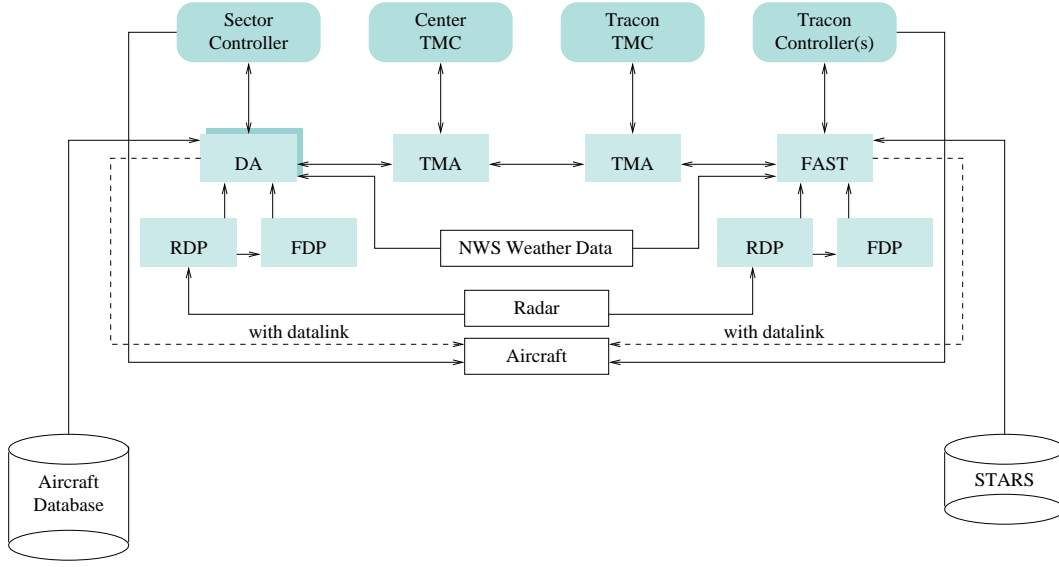 Sector
Controller
Center
TMC
Tracon
TMC
Tracon
Controller(s)
DA
TMA
TMA
FAST
RDP
FDP
NWS Weather Data
RDP
FDP
Radar
with datalink
with datalink
Aircraft
Aircraft
Database
STARS